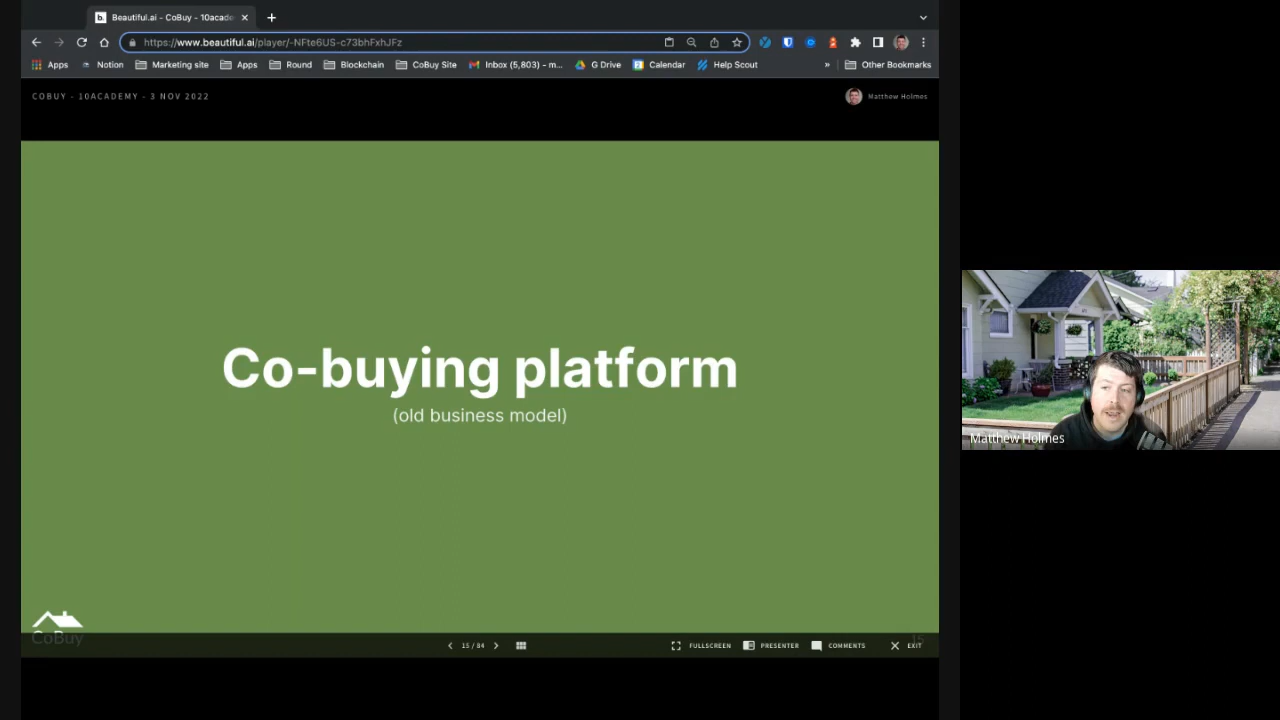 Beautiful.ai - CoBuy - 10acade
https://www.beautiful.ai/player/-NFte6US-c73bhFxhJFz
Apps Notion Marketing site Apps Round Blockchain CoBuy Site Inbox (5,803) – m... G Drive Calendar Help Scout » Other Bookmarks
COBUY - 10ACADEMY - 3 NOV 2022
Matthew Holmes
Co-buying platform
(old business model)
Matthew Holmes
CoBuy
15
15 / 84 FULLSCREEN PRESENTER COMMENTS EXIT